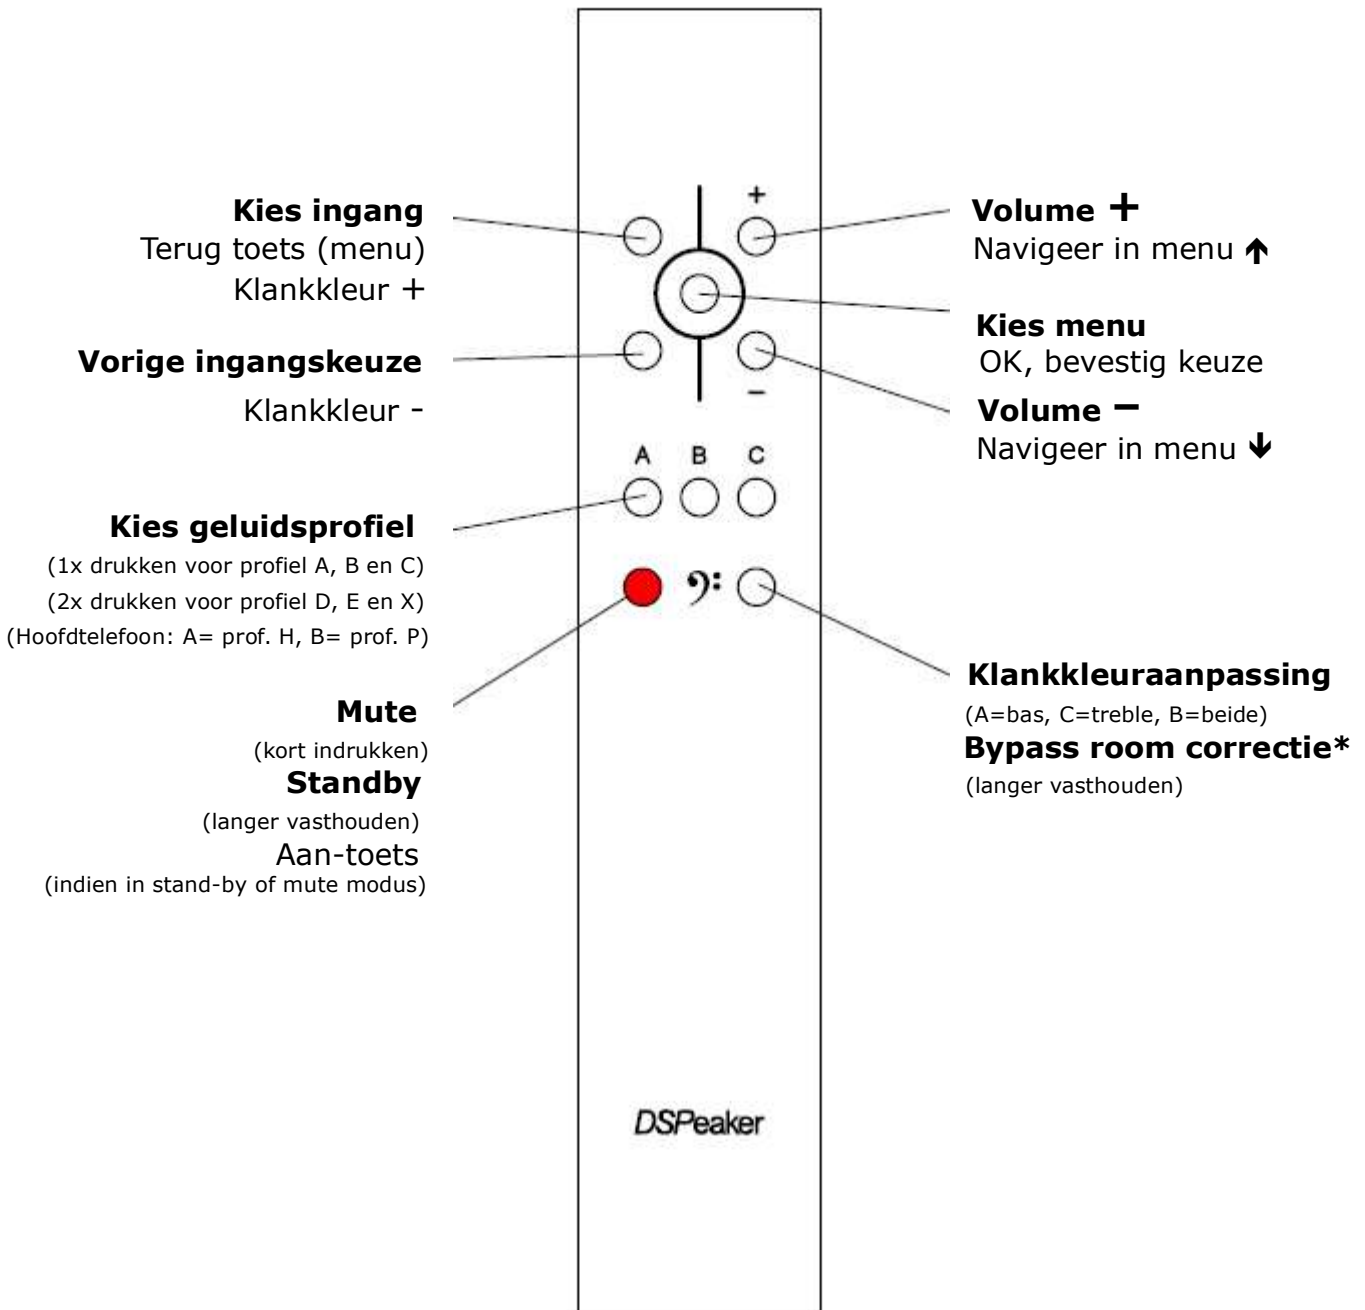 Kies ingang
Terug toets (menu)
Klankkleur +
Vorige ingangskeuze
Klankkleur -
Kies geluidsprofiel
(1x drukken voor profiel A, B en C)
(2x drukken voor profiel D, E en X)
(Hoofdtelefoon: A= prof. H, B= prof. P)
Mute
(kort indrukken)
Standby
(langer vasthouden)
Aan-toets
(indien in stand-by of mute modus)
+
−
A B C
DSPeaker
Volume +
Navigeer in menu ↑
Kies menu
OK, bevestig keuze
Volume −
Navigeer in menu ↓
Klankkleuraanpassing
(A=bas, C=treble, B=beide)
Bypass room correctie*
(langer vasthouden)